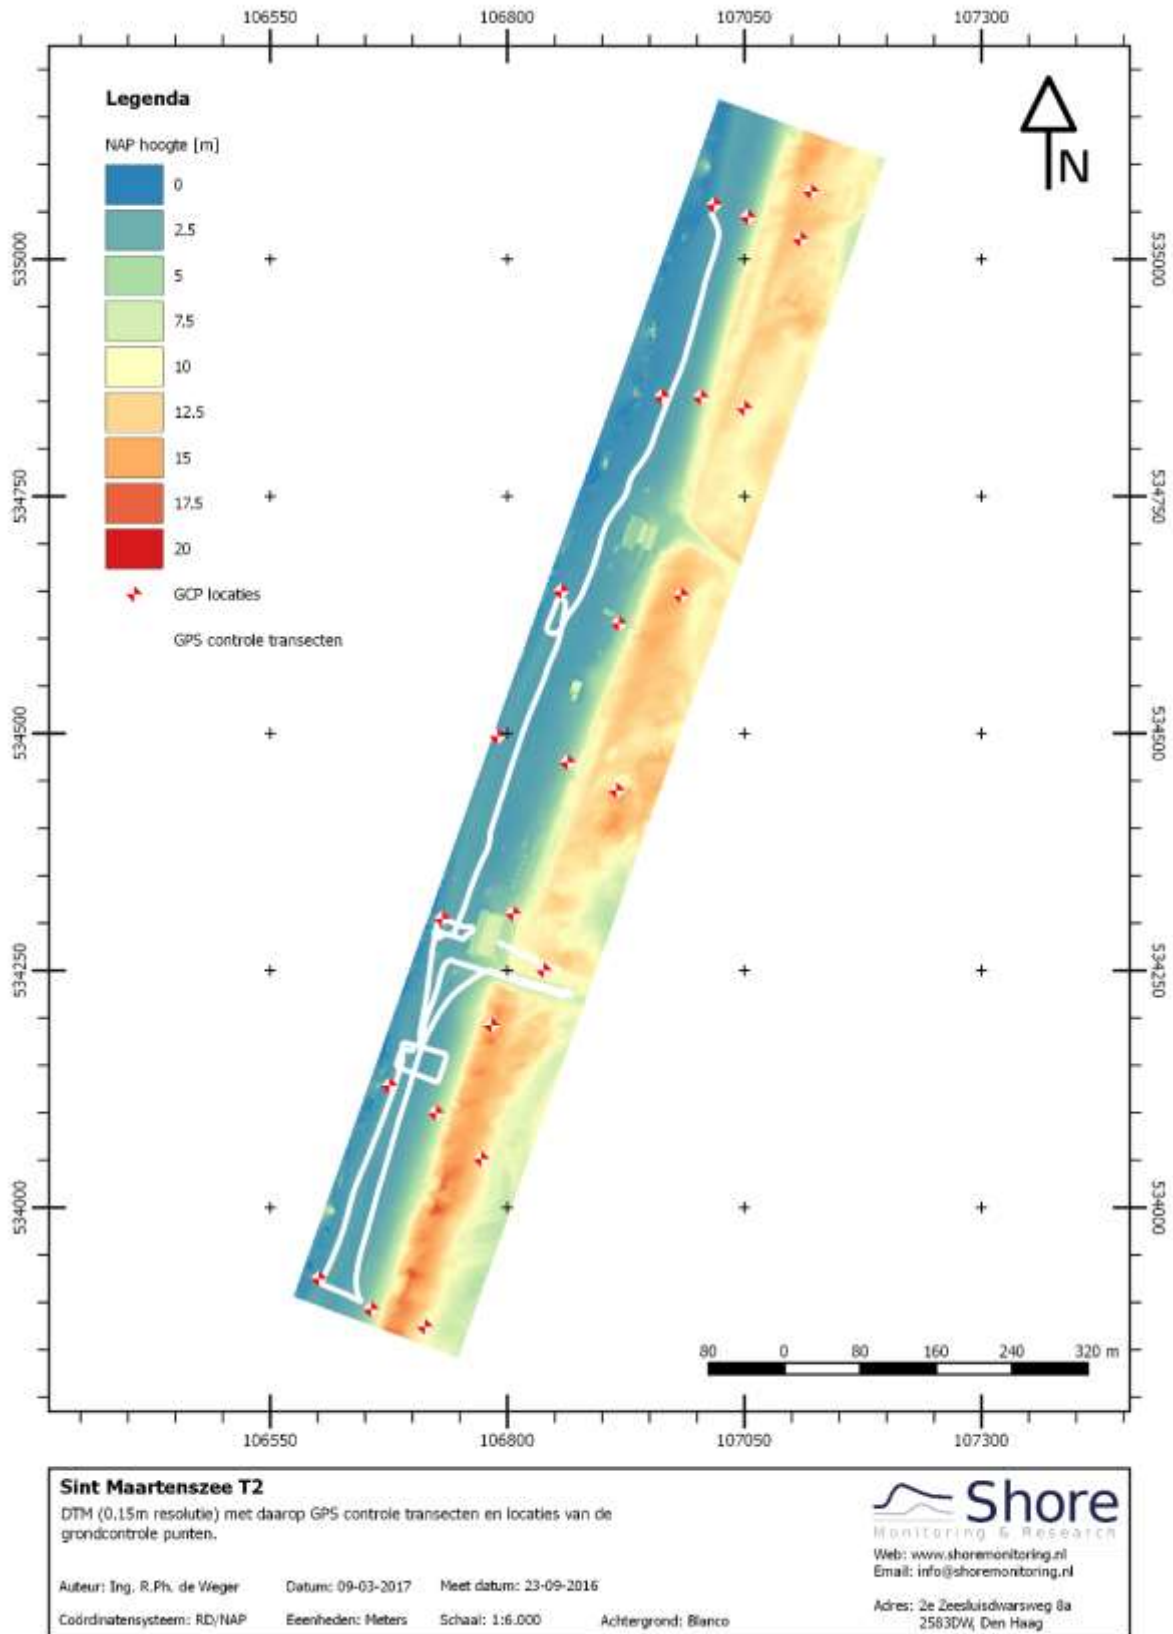 106550 106800 107050 107300
Legenda
NAP hoogte [m]
0
2.5
5
7.5
10
12.5
15
17.5
20
GCP locaties
GPS controle transecten
N
535000 535000
534750 534750
534500 534500
534250 534250
534000 534000
80 0 80 160 240 320 m
106550 106800 107050 107300
Sint Maartenszee T2
DTM (0.15m resolutie) met daarop GPS controle transecten en locaties van de
grondcontrole punten.
Auteur: Ing. R.Ph. de Weger Datum: 09-03-2017 Meet datum: 23-09-2016
Coördinatensysteem: RD/NAP Eeenheden: Meters Schaal: 1:6.000 Achtergrond: Blanco
Shore
Monitoring & Research
Web: www.shoremonitoring.nl
Email: info@shoremonitoring.nl
Adres: 2e Zeesluisdwarsweg 8a
2583DW, Den Haag